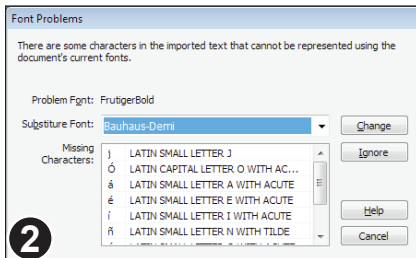 Font Problems
There are some characters in the imported text that cannot be represented using the
document's current fonts.
Problem Font: FrutigerBold
Substiture Font: Bauhaus-Demi
Change
Missing
Characters:
j LATIN SMALL LETTER J
Ó LATIN CAPITAL LETTER O WITH AC...
á LATIN SMALL LETTER A WITH ACUTE
é LATIN SMALL LETTER E WITH ACUTE
í LATIN SMALL LETTER I WITH ACUTE
ñ LATIN SMALL LETTER N WITH TILDE
Ignore
Help
Cancel
2